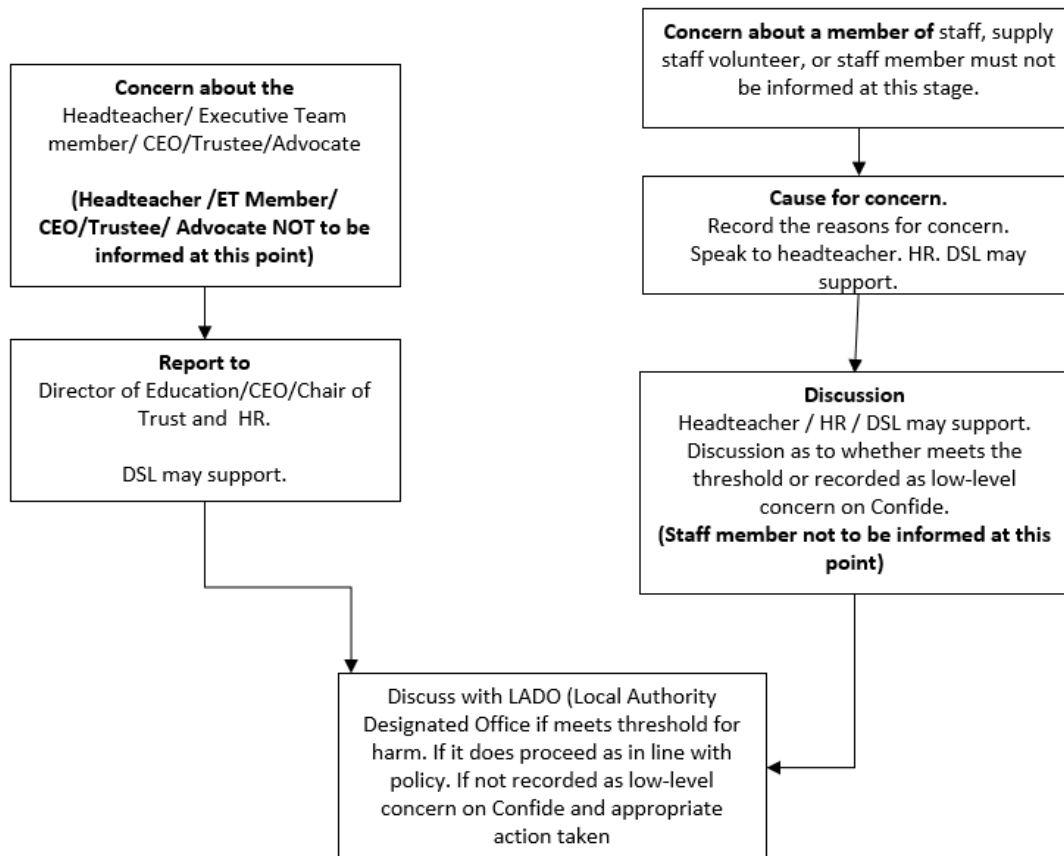 Concern about the
Headteacher/ Executive Team
member/ CEO/Trustee/Advocate
(Headteacher /ET Member/
CEO/Trustee/ Advocate NOT to be
informed at this point)
Report to
Director of Education/CEO/Chair of
Trust and HR.
DSL may support.
Concern about a member of staff, supply
staff volunteer, or staff member must not
be informed at this stage.
Cause for concern.
Record the reasons for concern.
Speak to headteacher. HR. DSL may
support.
Discussion
Headteacher / HR / DSL may support.
Discussion as to whether meets the
threshold or recorded as low-level
concern on Confide.
(Staff member not to be informed at this
point)
Discuss with LADO (Local Authority
Designated Office if meets threshold for
harm. If it does proceed as in line with
policy. If not recorded as low-level
concern on Confide and appropriate
action taken